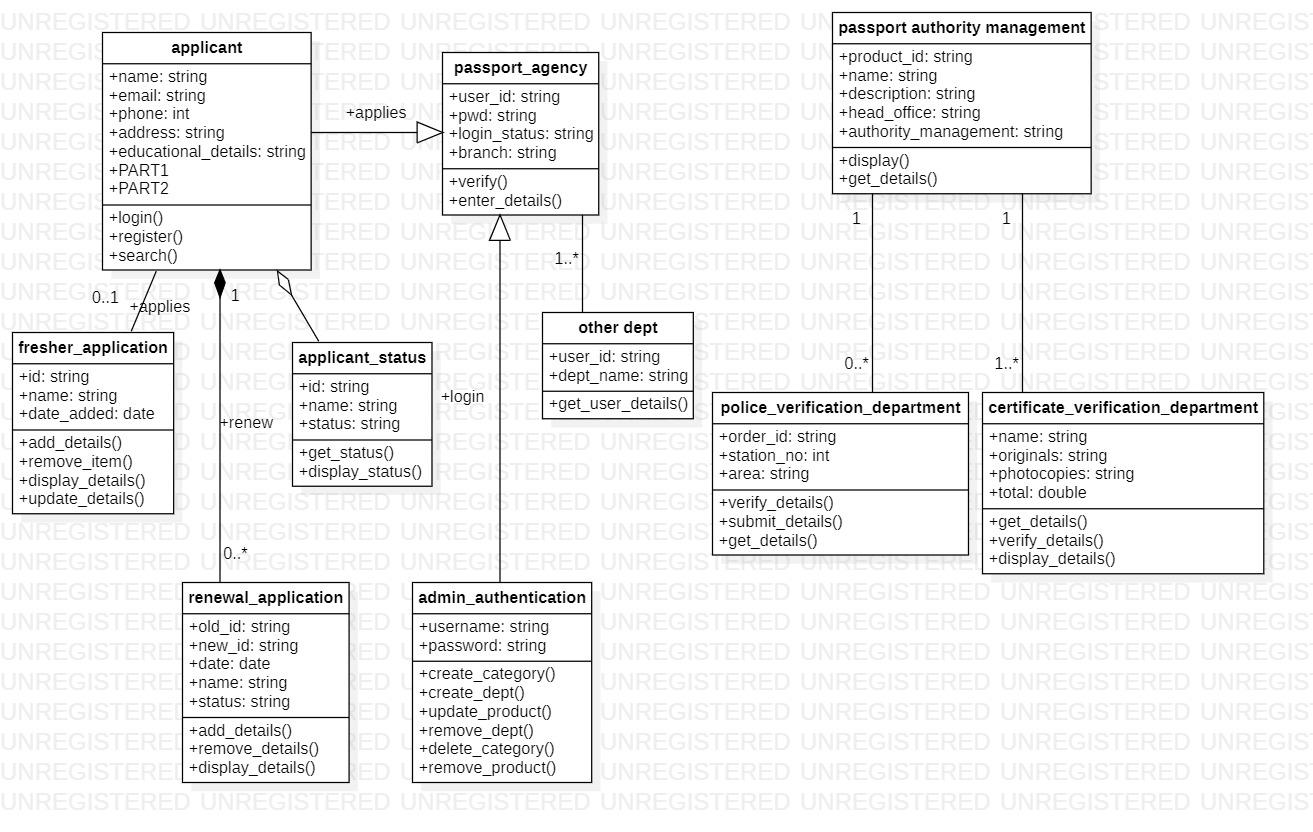 applicant
+name: string
+email: string
+phone: int
+address: string
+educational_details: string
+PART1
+PART2
+login()
+register()
+search()
+applies
passport_agency
+user_id: string
+pwd: string
+login_status: string
+branch: string
+verify()
+enter_details()
passport authority management
+product_id: string
+name: string
+description: string
+head_office: string
+authority_management: string
+display()
+get_details()
0..1
+applies
1
1..*
1
1
fresher_application
+id: string
+name: string
+date_added: date
+add_details()
+remove_item()
+display_details()
+update_details()
+renew
0..*
applicant_status
+id: string
+name: string
+status: string
+get_status()
+display_status()
+login
other dept
+user_id: string
+dept_name: string
+get_user_details()
0..*
1..*
police_verification_department
+order_id: string
+station_no: int
+area: string
+verify_details()
+submit_details()
+get_details()
certificate_verification_department
+name: string
+originals: string
+photocopies: string
+total: double
+get_details()
+verify_details()
+display_details()
renewal_application
+old_id: string
+new_id: string
+date: date
+name: string
+status: string
+add_details()
+remove_details()
+display_details()
admin_authentication
+username: string
+password: string
+create_category()
+create_dept()
+update_product()
+remove_dept()
+delete_category()
+remove_product()
UNREGISTERED